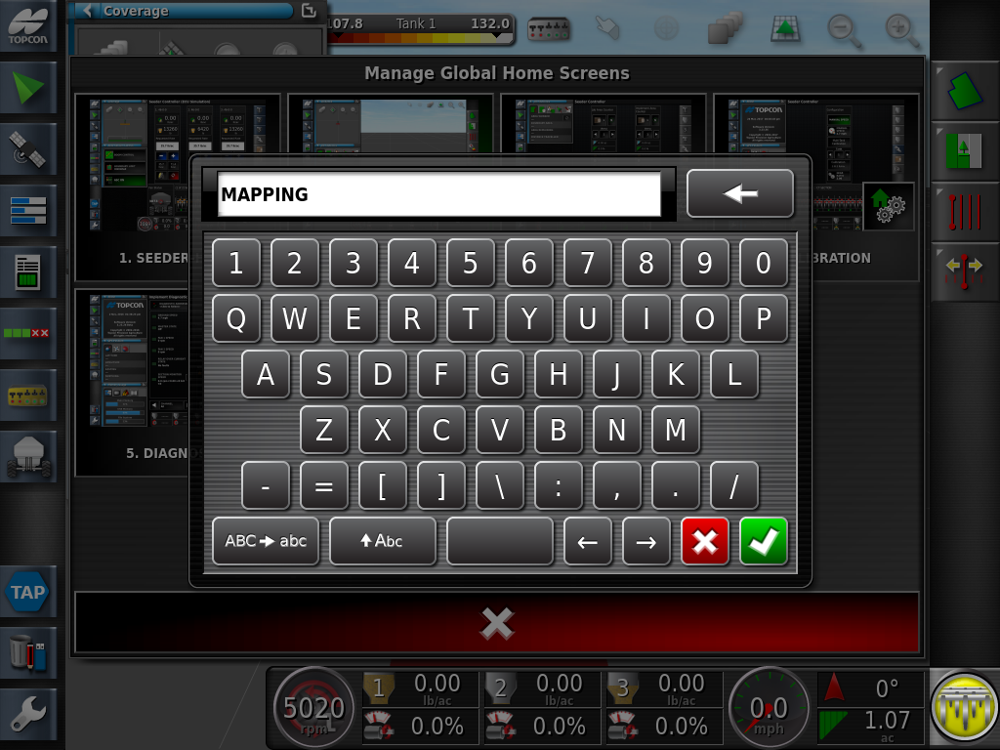 TOPCON
Coverage
107.8 Tank 1 132.0
Manage Global Home Screens
TOPCON
TOPCON
MAPPING
1. SEEDER
BRATION
1 2 3 4 5 6 7 8 9 0
Q W E R T Y U I O P
A S D F G H J K L
Z X C V B N M
- = [ ] \ : , . /
ABC → abc
Abc
← →
TOPCON
5. DIAGN
TAP
5020
rpm
1 0.00
lb/ac
0.0%
2 0.00
lb/ac
0.0%
3 0.00
lb/ac
0.0%
0.0
mph
0°
1.07
ac